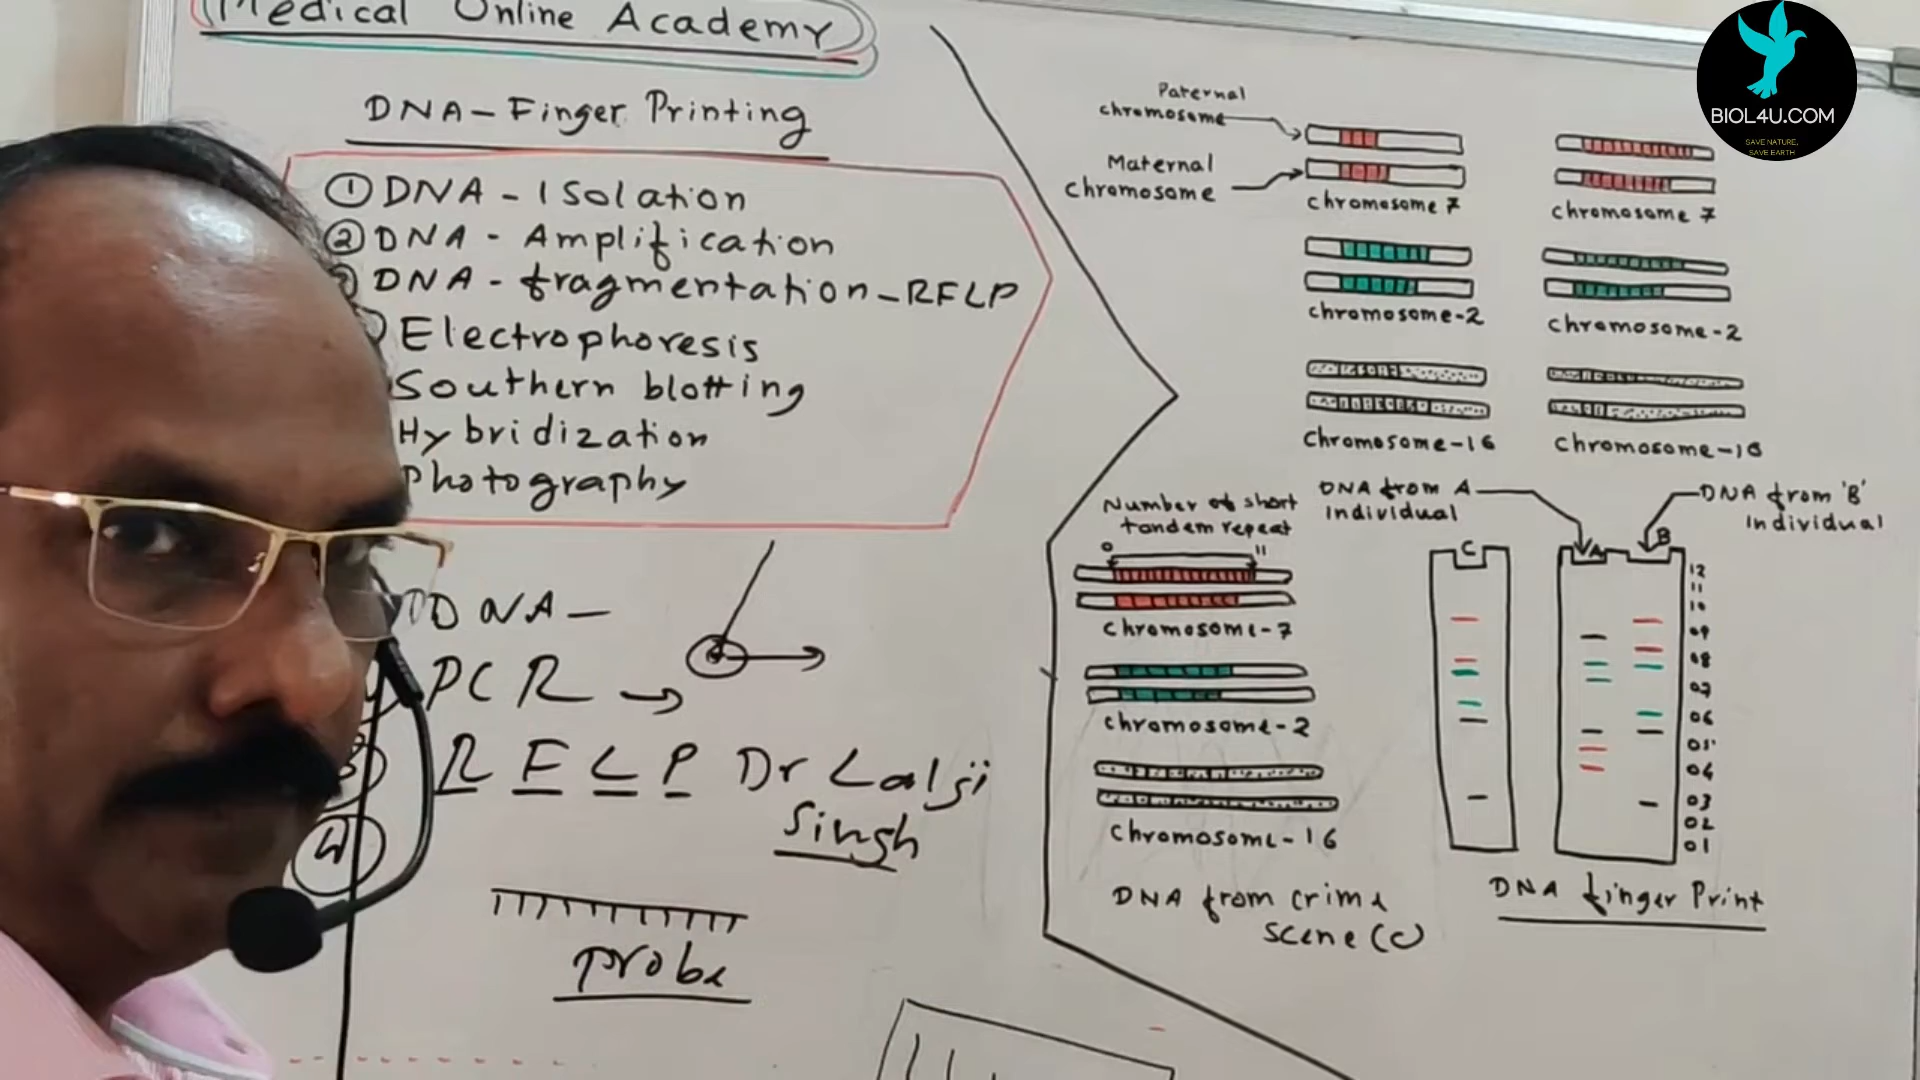 Medical Online Academy
DNA-Finger Printing
① DNA - Isolation
② DNA - Amplification
DNA - fragmentation-RFLP
Electrophoresis
Southern blotting
Hybridization
Photography
DNA-
PCR →
RFLP Dr Lalji
Singh
④
probe
Paternal
chromosome
Maternal
chromosome
chromosome 7
chromosome 7
chromosome-2
chromosome-2
Chromosome-16
chromosome-16
Number of short
tandem repeat
0 11
chromosome-7
chromosome-2
Chromosome-16
DNA from crime
scene (C)
DNA from A
individual
DNA from 'B'
individual
C A B
12
11
10
09
08
07
06
05
04
03
02
01
DNA finger Print
BIOL4U.COM
SAVE NATURE,
SAVE EARTH